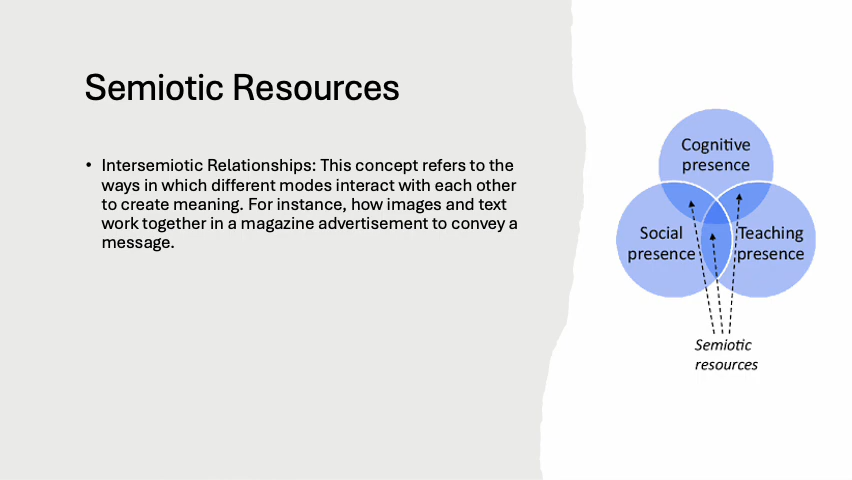 Semiotic Resources
• Intersemiotic Relationships: This concept refers to the
ways in which different modes interact with each other
to create meaning. For instance, how images and text
work together in a magazine advertisement to convey a
message.
Cognitive
presence
Social
presence
Teaching
presence
Semiotic
resources